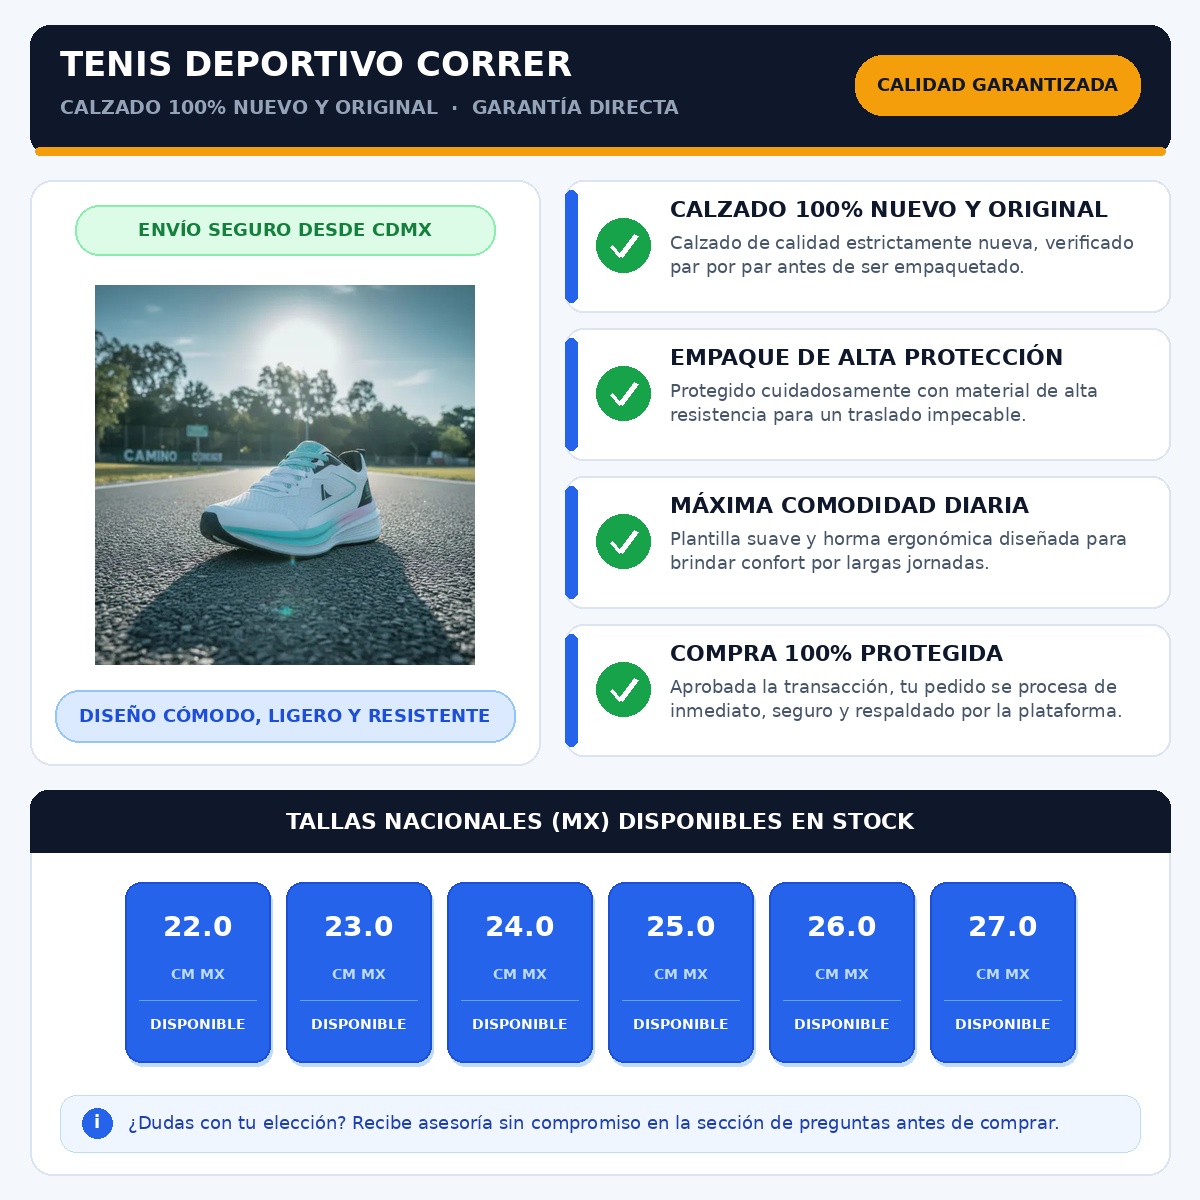 TENIS DEPORTIVO CORRER
CALZADO 100% NUEVO Y ORIGINAL · GARANTÍA DIRECTA
CALIDAD GARANTIZADA
ENVÍO SEGURO DESDE CDMX
CAMINO
DISEÑO CÓMODO, LIGERO Y RESISTENTE
CALZADO 100% NUEVO Y ORIGINAL
Calzado de calidad estrictamente nueva, verificado
par por par antes de ser empaquetado.
EMPAQUE DE ALTA PROTECCIÓN
Protegido cuidadosamente con material de alta
resistencia para un traslado impecable.
MÁXIMA COMODIDAD DIARIA
Plantilla suave y horma ergonómica diseñada para
brindar confort por largas jornadas.
COMPRA 100% PROTEGIDA
Aprobada la transacción, tu pedido se procesa de
inmediato, seguro y respaldado por la plataforma.
TALLAS NACIONALES (MX) DISPONIBLES EN STOCK
22.0 23.0 24.0 25.0 26.0 27.0
CM MX CM MX CM MX CM MX CM MX CM MX
DISPONIBLE DISPONIBLE DISPONIBLE DISPONIBLE DISPONIBLE DISPONIBLE
i ¿Dudas con tu elección? Recibe asesoría sin compromiso en la sección de preguntas antes de comprar.